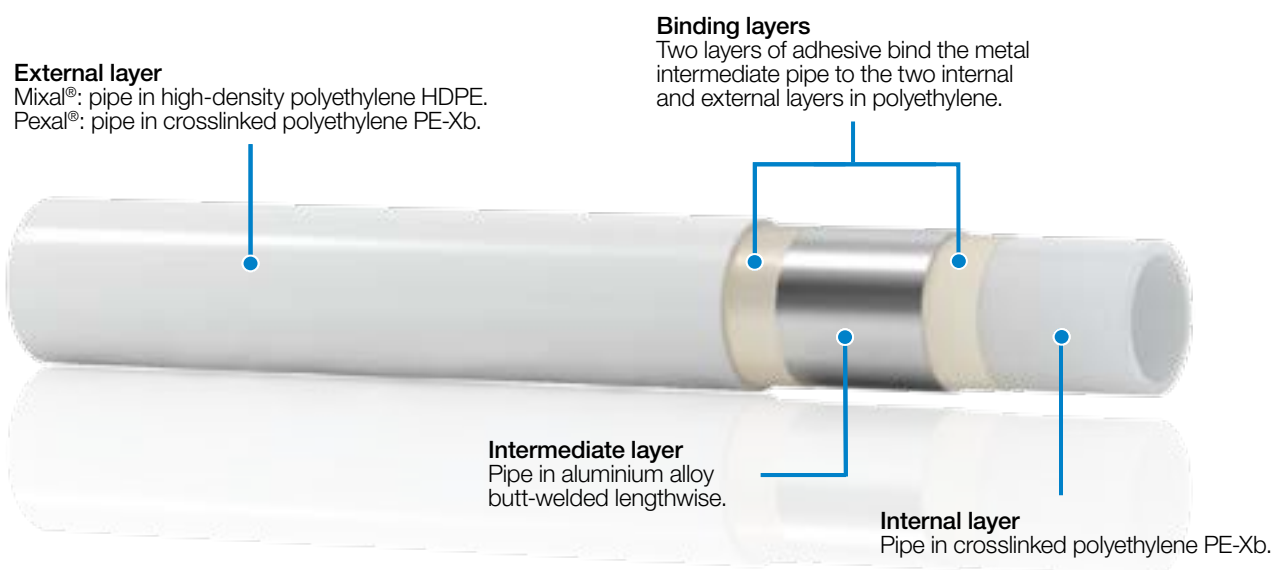 External layer
Mixal®: pipe in high-density polyethylene HDPE.
Pexal®: pipe in crosslinked polyethylene PE-Xb.
Binding layers
Two layers of adhesive bind the metal
intermediate pipe to the two internal
and external layers in polyethylene.
Intermediate layer
Pipe in aluminium alloy
butt-welded lengthwise.
Internal layer
Pipe in crosslinked polyethylene PE-Xb.